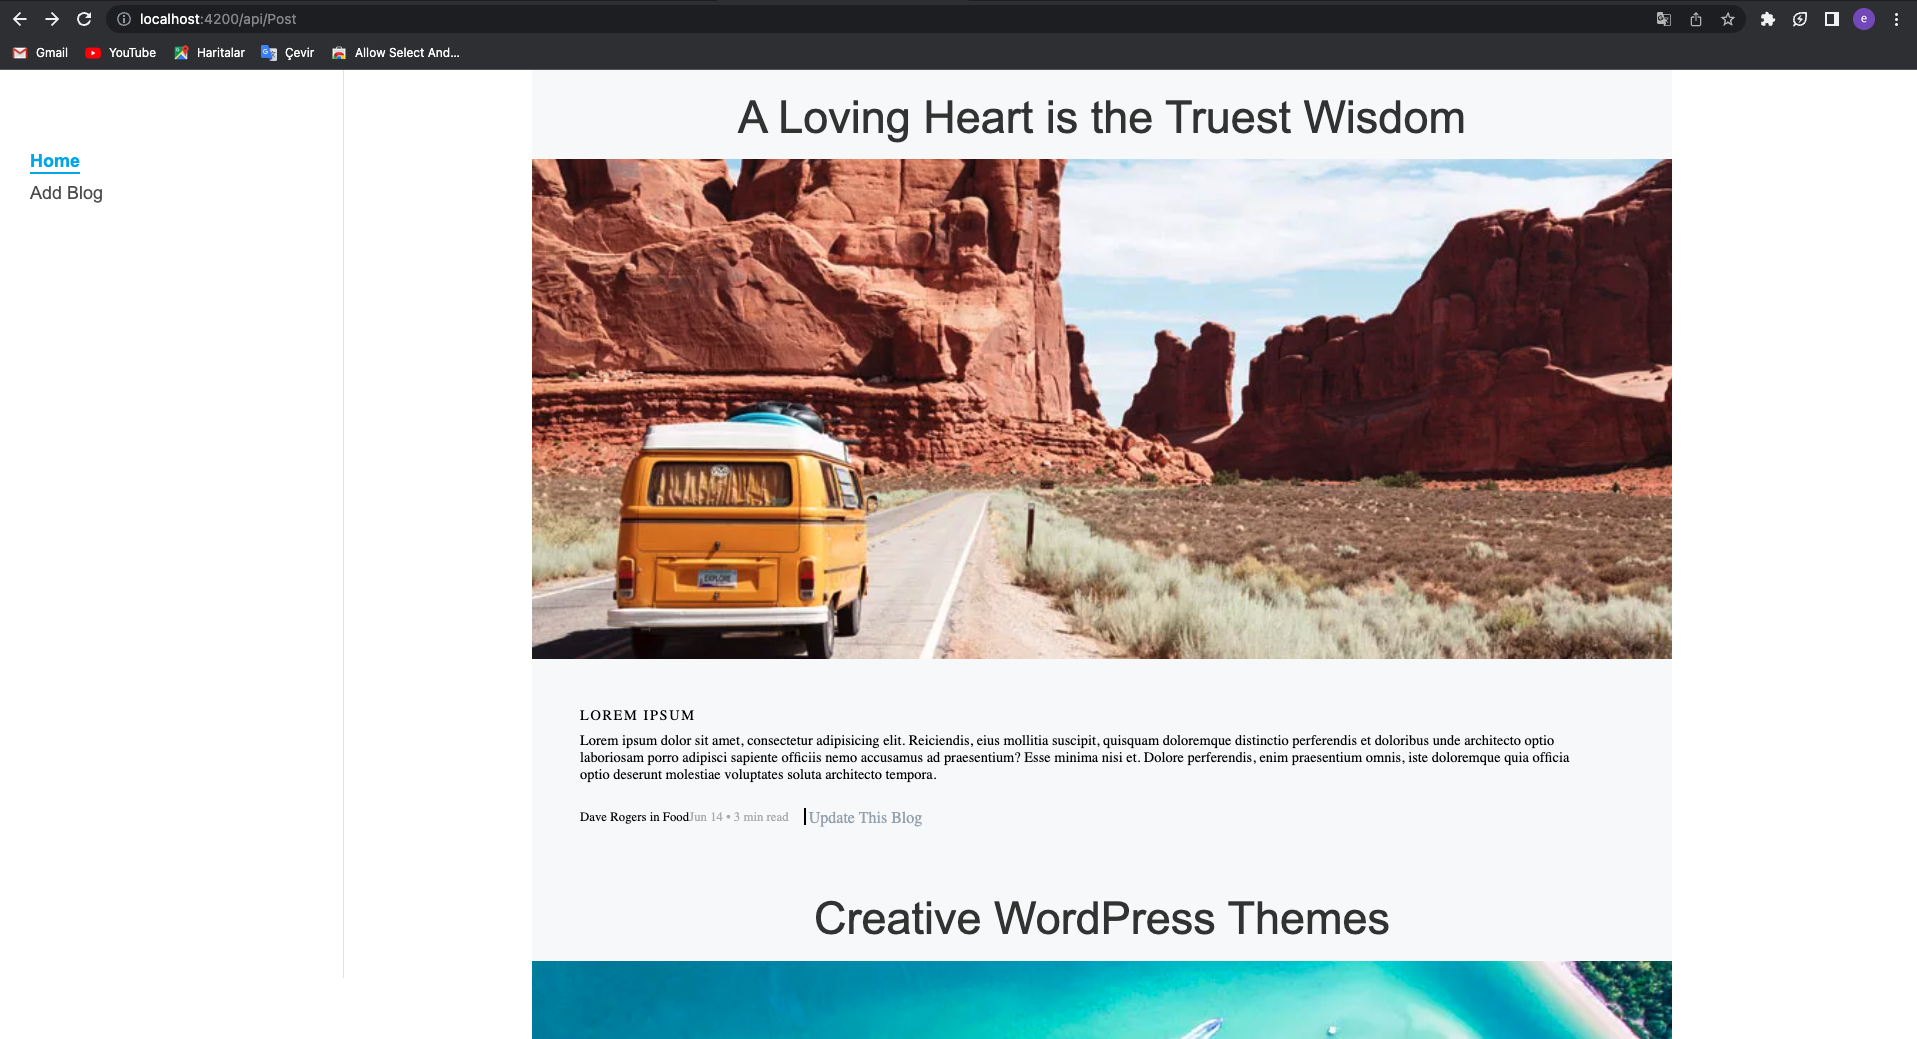 localhost:4200/api/Post
e
Gmail YouTube Haritalar Çevir Allow Select And...
A Loving Heart is the Truest Wisdom
Home
Add Blog
EXPLORE
LOREM IPSUM
Lorem ipsum dolor sit amet, consectetur adipisicing elit. Reiciendis, eius mollitia suscipit, quisquam doloremque distinctio perferendis et doloribus unde architecto optio
laboriosam porro adipisci sapiente officiis nemo accusamus ad praesentium? Esse minima nisi et. Dolore perferendis, enim praesentium omnis, iste doloremque quia officia
optio deserunt molestiae voluptates soluta architecto tempora.
Dave Rogers in FoodJun 14 • 3 min read Update This Blog
Creative WordPress Themes